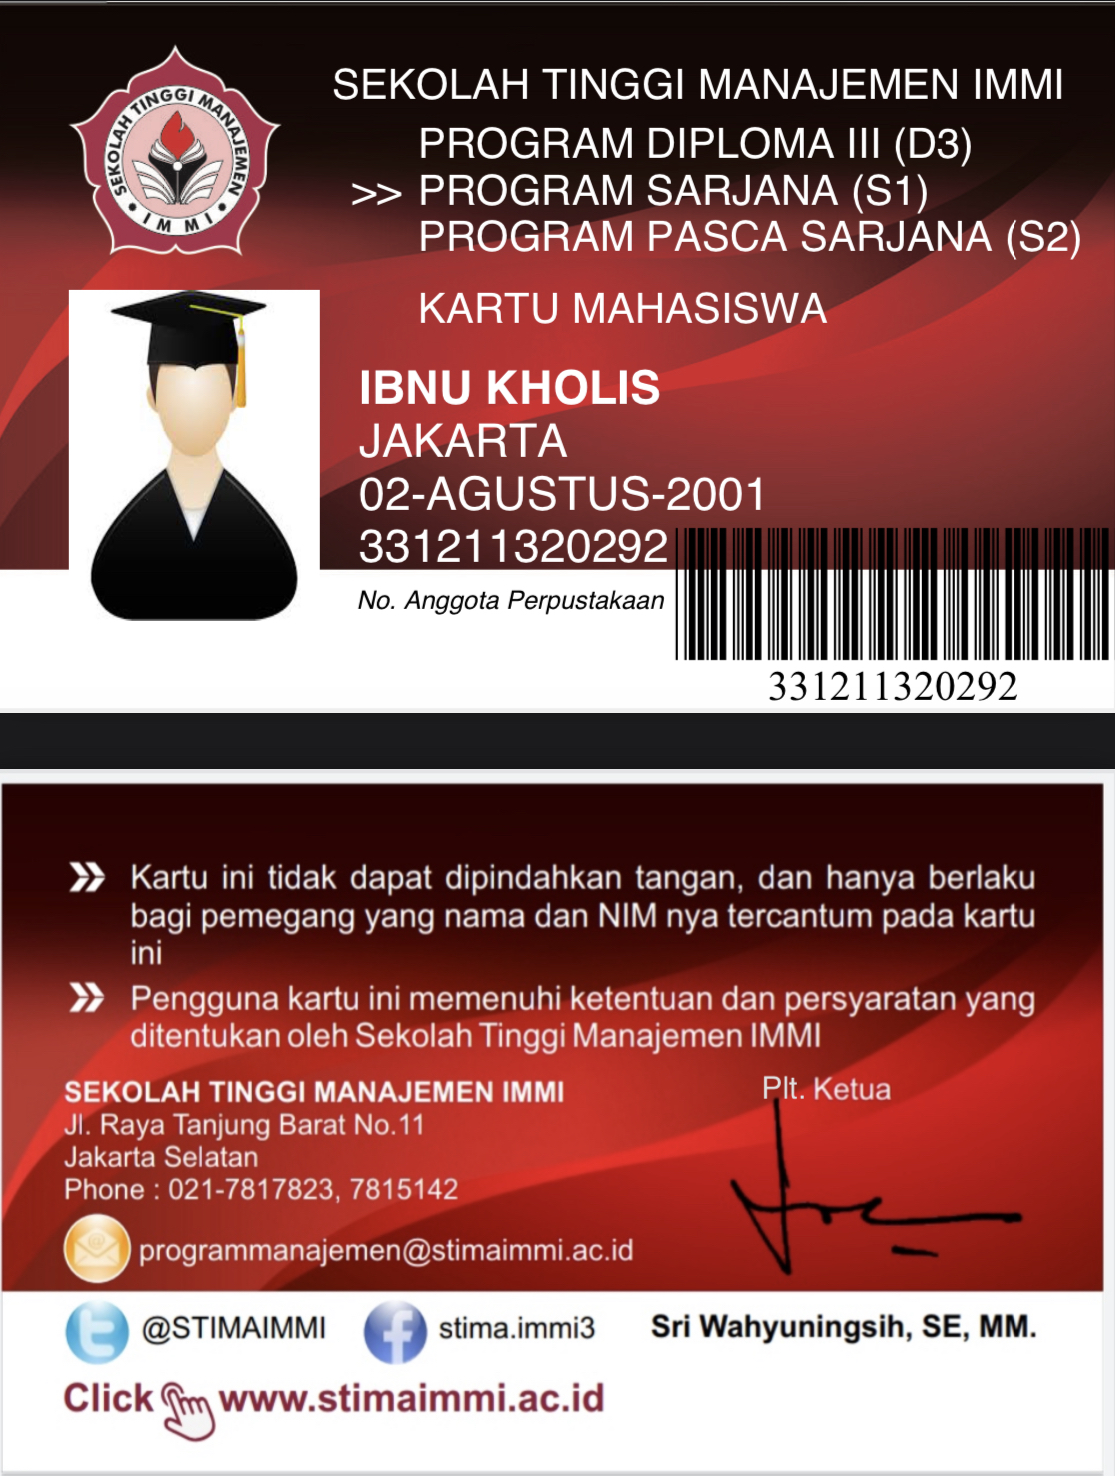 SEKOLAH TINGGI MANAJEMEN
• I M M I •
SEKOLAH TINGGI MANAJEMEN IMMI
PROGRAM DIPLOMA III (D3)
>> PROGRAM SARJANA (S1)
PROGRAM PASCA SARJANA (S2)
KARTU MAHASISWA
IBNU KHOLIS
JAKARTA
02-AGUSTUS-2001
331211320292
No. Anggota Perpustakaan
331211320292
Kartu ini tidak dapat dipindahkan tangan, dan hanya berlaku
bagi pemegang yang nama dan NIM nya tercantum pada kartu
ini
Pengguna kartu ini memenuhi ketentuan dan persyaratan yang
ditentukan oleh Sekolah Tinggi Manajemen IMMI
SEKOLAH TINGGI MANAJEMEN IMMI
Jl. Raya Tanjung Barat No.11
Jakarta Selatan
Phone : 021-7817823, 7815142
programmanajemen@stimaimmi.ac.id
Plt. Ketua
@STIMAIMMI
stima.immi3
Sri Wahyuningsih, SE, MM.
Click www.stimaimmi.ac.id